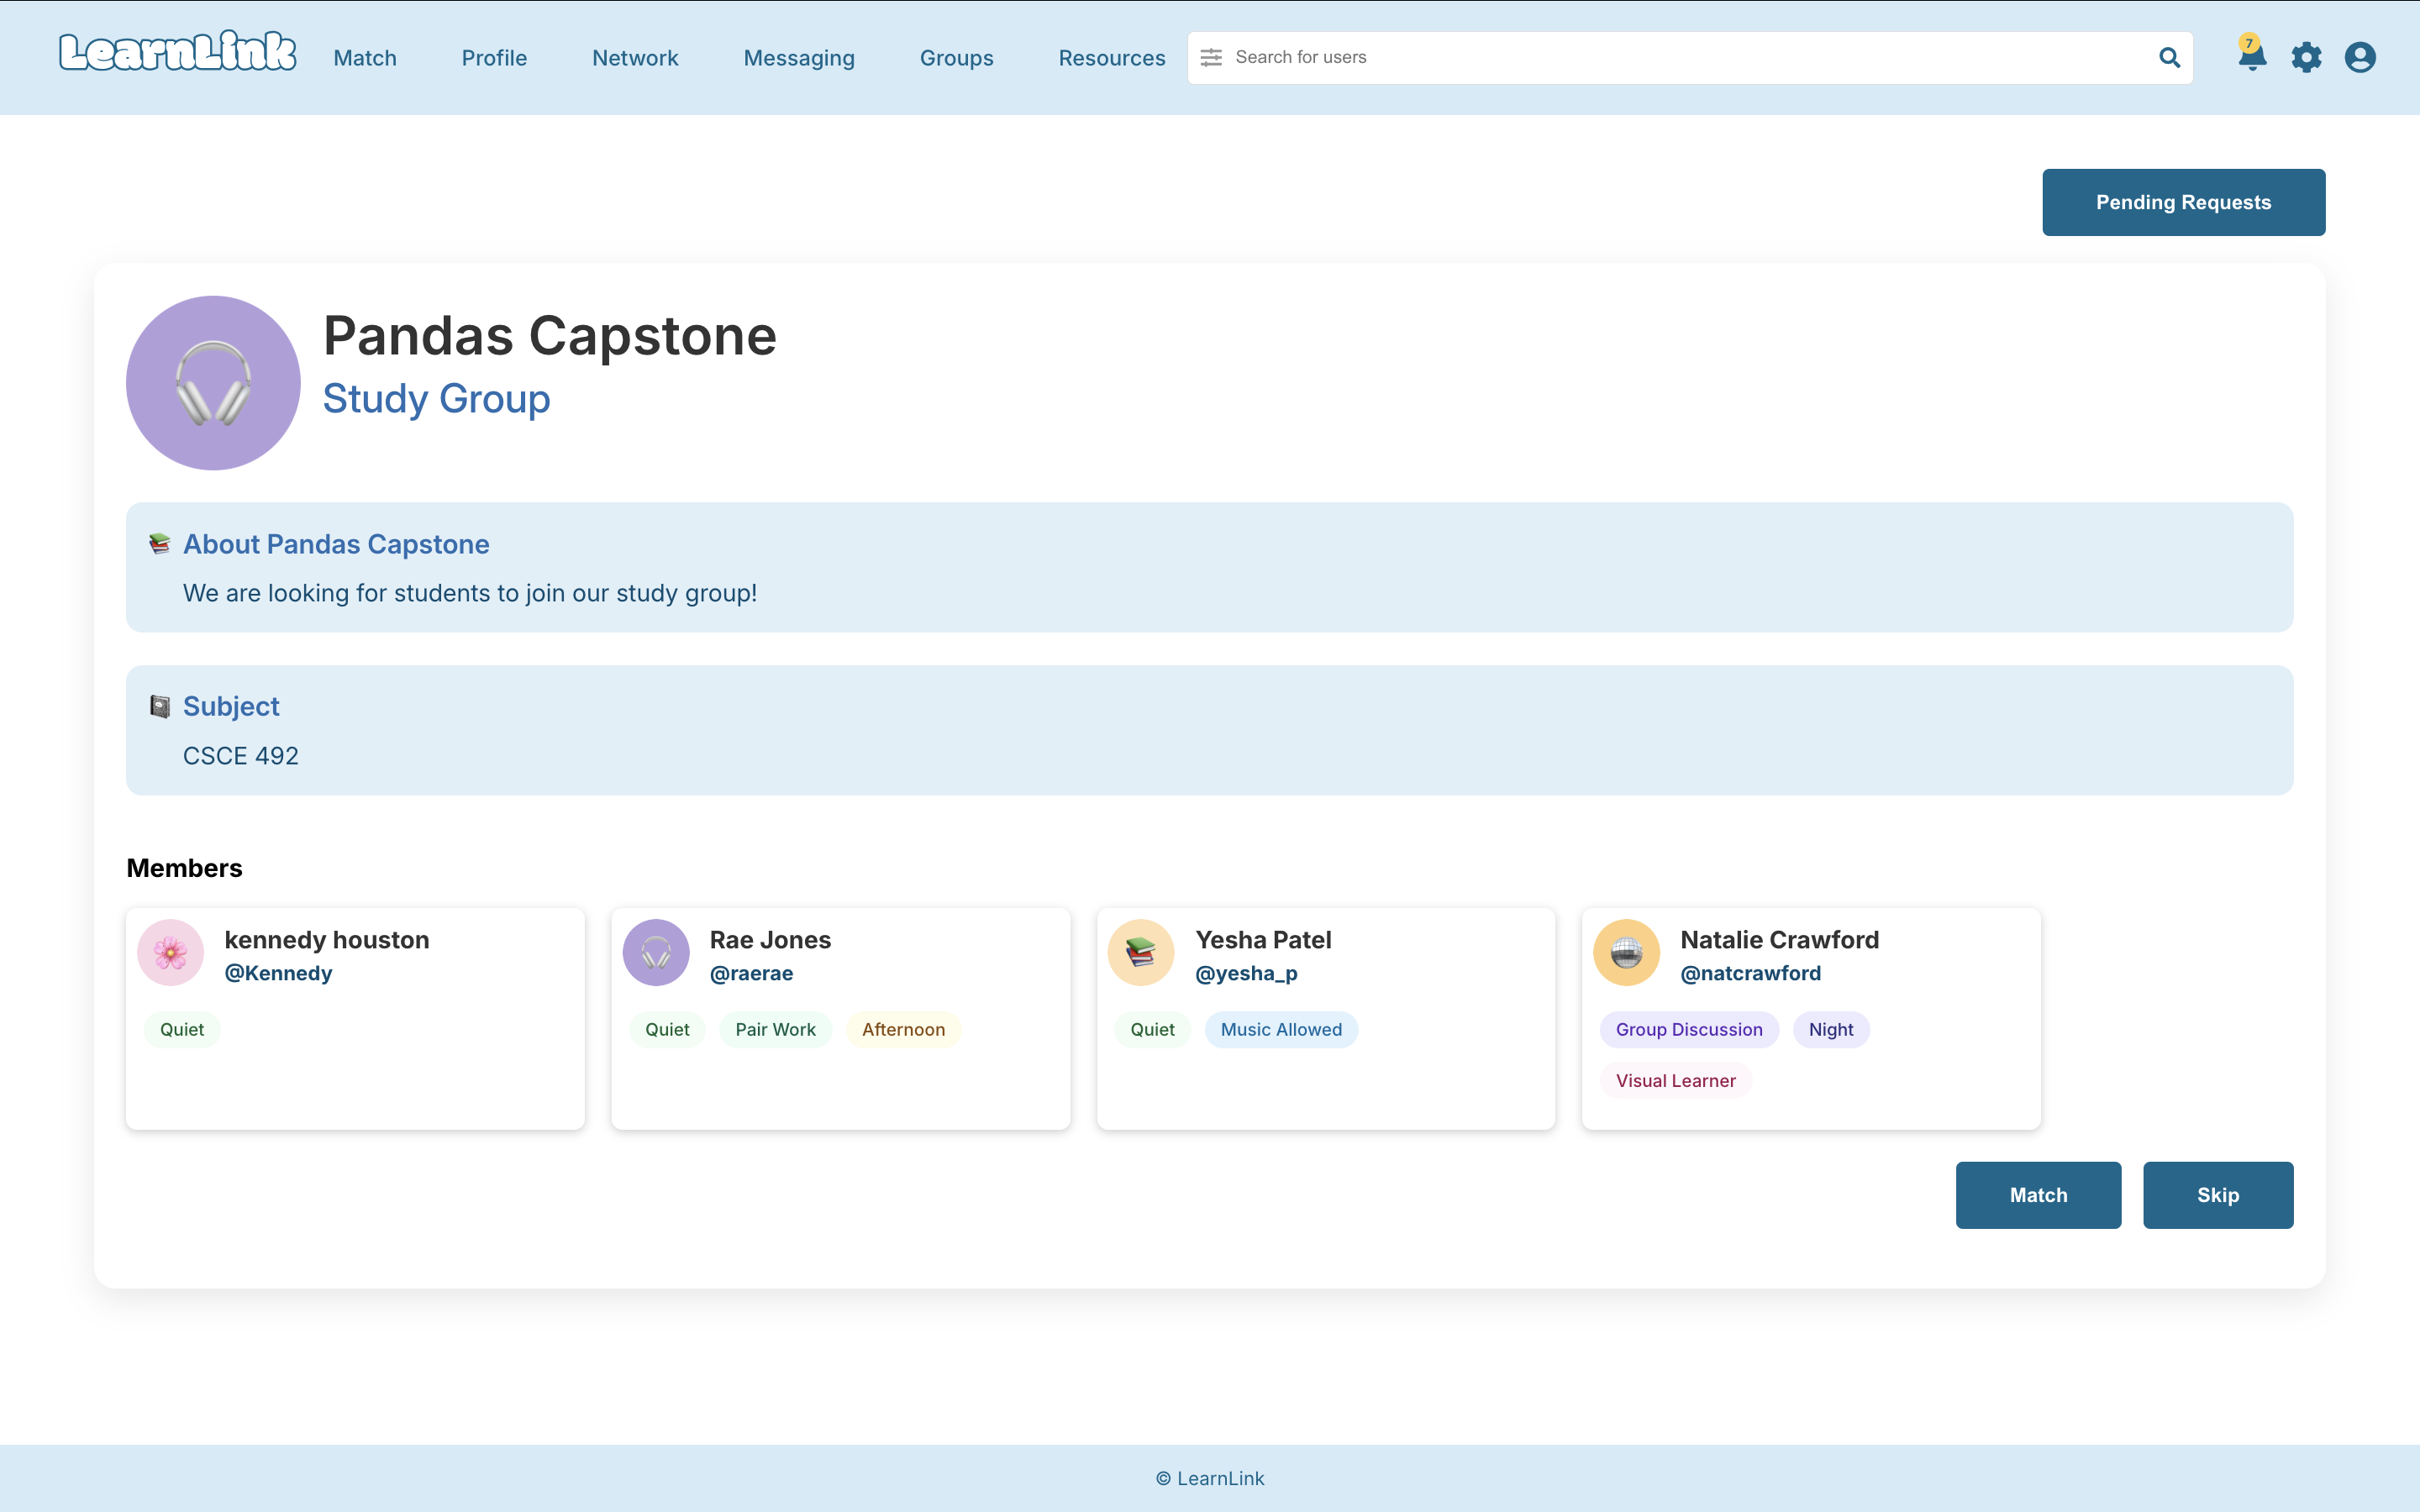 LearnLink Match Profile Network Messaging Groups Resources Search for users 7
Pending Requests
Pandas Capstone
Study Group
About Pandas Capstone
We are looking for students to join our study group!
Subject
CSCE 492
Members
kennedy houston
@Kennedy
Quiet
Rae Jones
@raerae
Quiet Pair Work Afternoon
Yesha Patel
@yesha_p
Quiet Music Allowed
Natalie Crawford
@natcrawford
Group Discussion Night
Visual Learner
Match Skip
© LearnLink